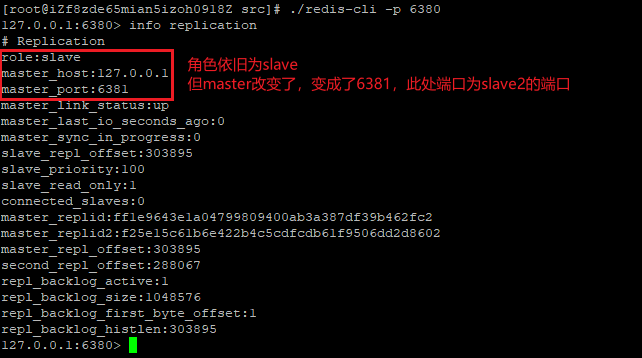 [root@iZf8zde65mian5izoh0918Z src]# ./redis-cli -p 6380
127.0.0.1:6380> info replication
# Replication
role:slave
master_host:127.0.0.1
master_port:6381
角色依旧为slave
但master改变了，变成了6381，此处端口为slave2的端口
master_link_status:up
master_last_io_seconds_ago:0
master_sync_in_progress:0
slave_repl_offset:303895
slave_priority:100
slave_read_only:1
connected_slaves:0
master_replid:ff1e9643e1a04799809400ab3a387df39b462fc2
master_replid2:f25e15c61b6e422b4c5cdfcdb61f9506dd2d8602
master_repl_offset:303895
second_repl_offset:288067
repl_backlog_active:1
repl_backlog_size:1048576
repl_backlog_first_byte_offset:1
repl_backlog_histlen:303895
127.0.0.1:6380>